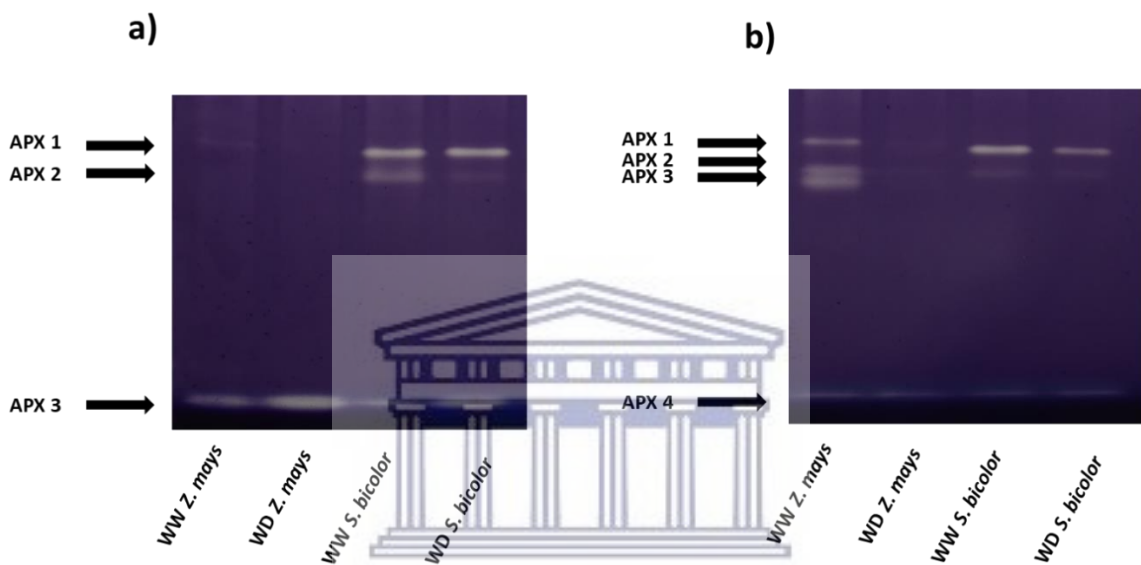 a)
APX 1
APX 2
APX 3
WW Z. mays
WD Z. mays
WW S. bicolor
WD S. bicolor
b)
APX 1
APX 2
APX 3
APX 4
WW Z. mays
WD Z. mays
WW S. bicolor
WD S. bicolor